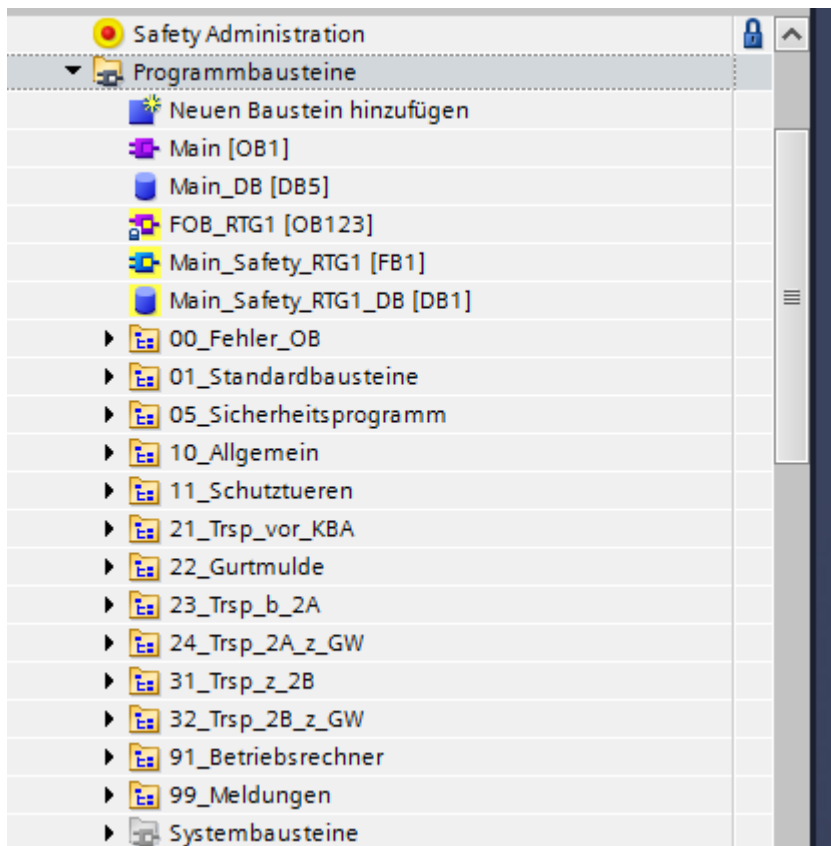 Safety Administration
Programmbausteine
Neuen Baustein hinzufügen
Main [OB1]
Main_DB [DB5]
FOB_RTG1 [OB123]
Main_Safety_RTG1 [FB1]
Main_Safety_RTG1_DB [DB1]
00_Fehler_OB
01_Standardbausteine
05_Sicherheitsprogramm
10_Allgemein
11_Schutztueren
21_Trsp_vor_KBA
22_Gurtmulde
23_Trsp_b_2A
24_Trsp_2A_z_GW
31_Trsp_z_2B
32_Trsp_2B_z_GW
91_Betriebsrechner
99_Meldungen
Systembausteine